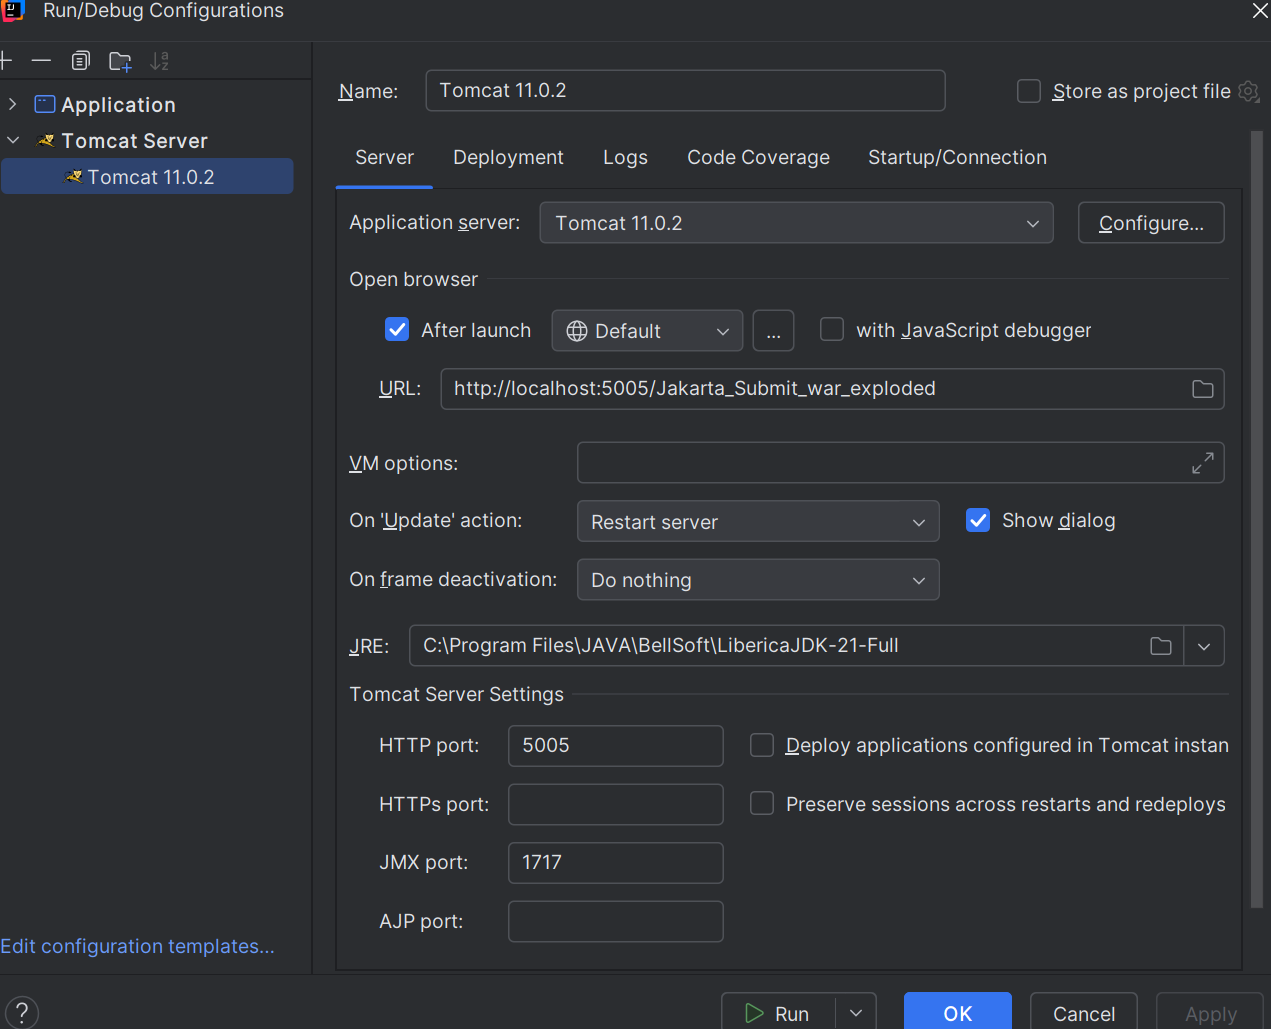 Run/Debug Configurations
Application
Tomcat Server
Tomcat 11.0.2
Edit configuration templates...
Name: Tomcat 11.0.2 Store as project file
Server Deployment Logs Code Coverage Startup/Connection
Application server: Tomcat 11.0.2 Configure...
Open browser
After launch Default ... with JavaScript debugger
URL: http://localhost:5005/Jakarta_Submit_war_exploded
VM options:
On 'Update' action: Restart server Show dialog
On frame deactivation: Do nothing
JRE: C:\Program Files\JAVA\BellSoft\LibericaJDK-21-Full
Tomcat Server Settings
HTTP port: 5005 Deploy applications configured in Tomcat instan
HTTPs port: Preserve sessions across restarts and redeploys
JMX port: 1717
AJP port:
? Run OK Cancel Apply